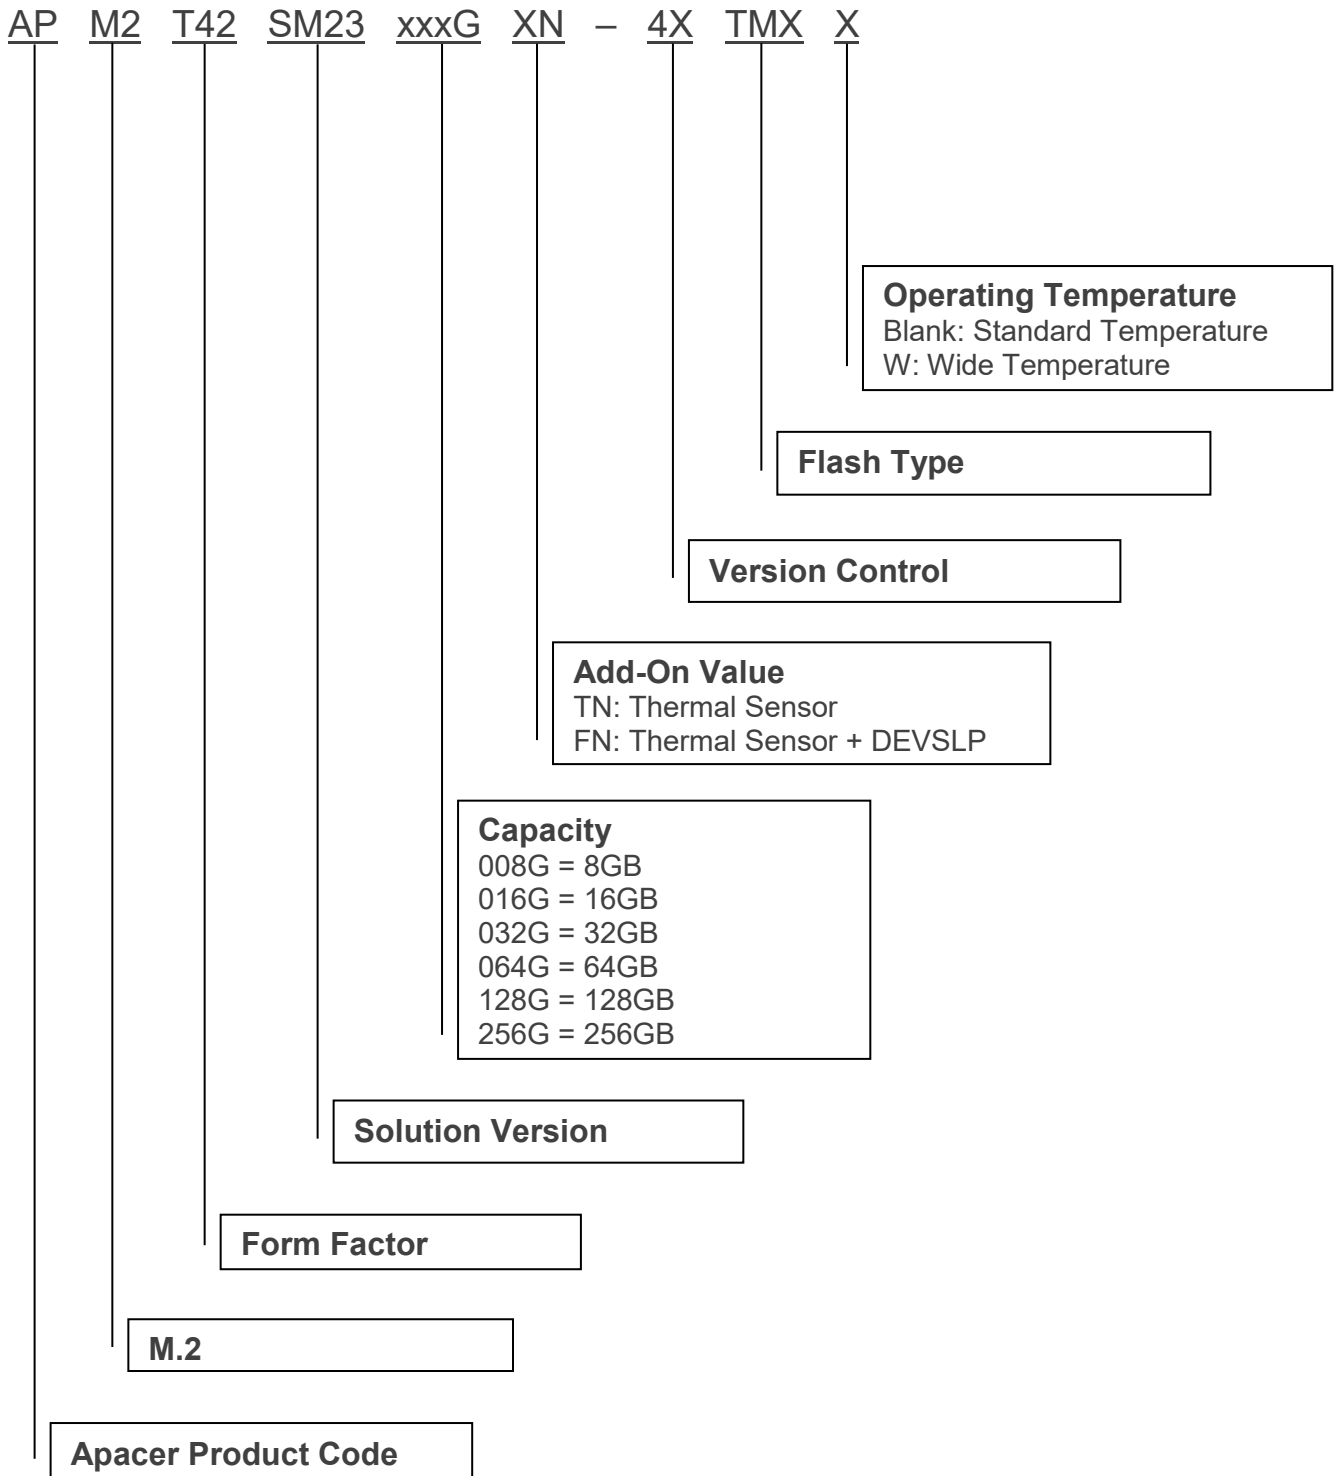 AP M2 T42 SM23 xxxG XN – 4X TMX X
Operating Temperature
Blank: Standard Temperature
W: Wide Temperature
Flash Type
Version Control
Add-On Value
TN: Thermal Sensor
FN: Thermal Sensor + DEVSLP
Capacity
008G = 8GB
016G = 16GB
032G = 32GB
064G = 64GB
128G = 128GB
256G = 256GB
Solution Version
Form Factor
M.2
Apacer Product Code